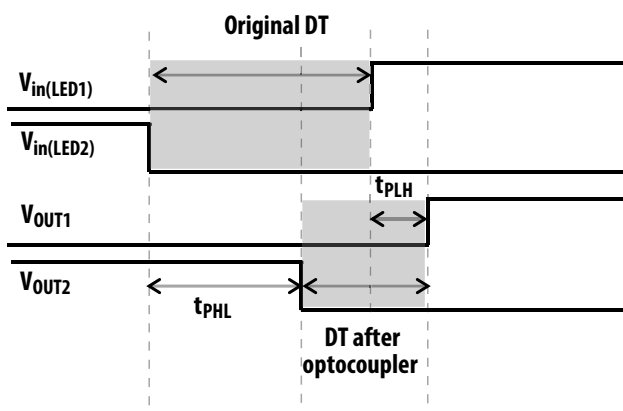 Original DT
Vin(LED1)
Vin(LED2)
tPLH
VOUT1
VOUT2
tPHL
DT after
optocoupler